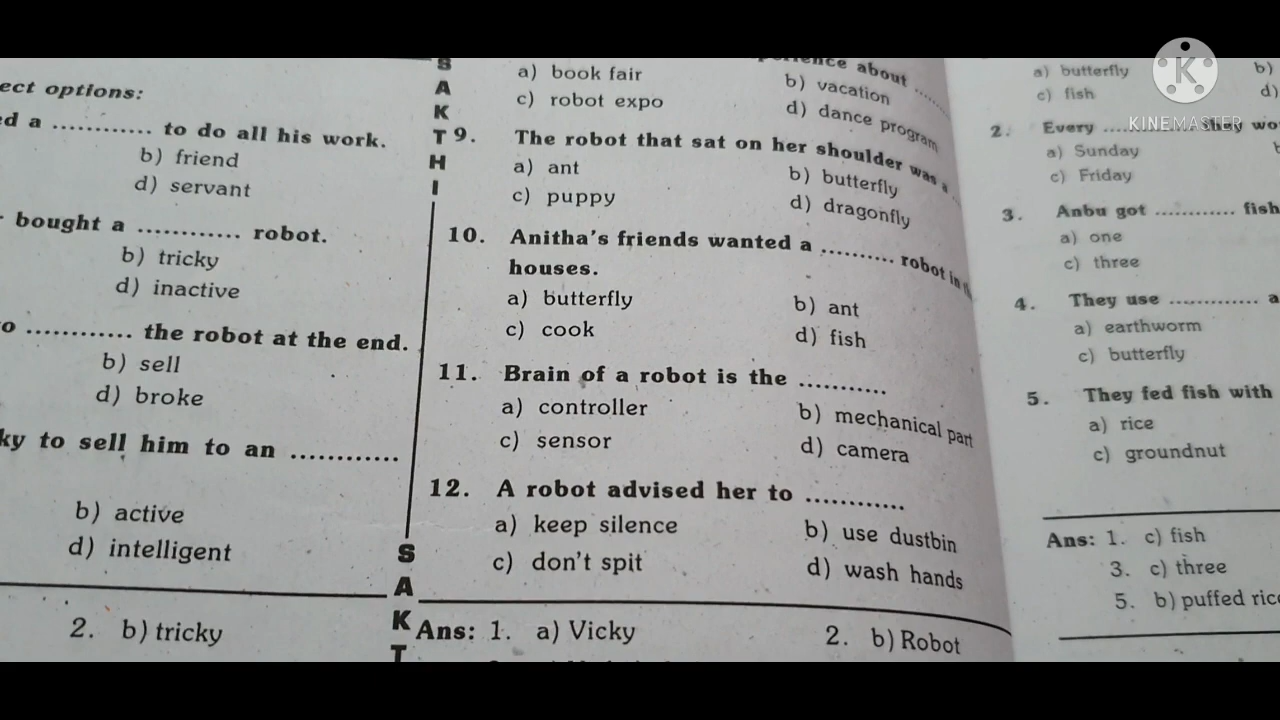 ect options:
d a ............ to do all his work.
b) friend
d) servant
bought a ............ robot.
b) tricky
d) inactive
o ............ the robot at the end.
b) sell
d) broke
ky to sell him to an ............
b) active
d) intelligent
2. b) tricky
S
A
K
T
H
I
S
A
K
T
about ........
a) book fair
b) vacation
c) robot expo
d) dance program
9. The robot that sat on her shoulder was a ...
a) ant
b) butterfly
c) puppy
d) dragonfly
10. Anitha's friends wanted a .......... robot in
houses.
a) butterfly
b) ant
c) cook
d) fish
11. Brain of a robot is the ...........
a) controller
b) mechanical part
c) sensor
d) camera
12. A robot advised her to ............
a) keep silence
b) use dustbin
c) don't spit
d) wash hands
Ans: 1. a) Vicky
2. b) Robot
a) butterfly
b)
c) fish
d)
2. Every .... they wo
a) Sunday
c) Friday
3. Anbu got ............ fish
a) one
c) three
4. They use ............. a
a) earthworm
c) butterfly
5. They fed fish with
a) rice
c) groundnut
Ans: 1. c) fish
3. c) three
5. b) puffed ric
K
KINEMASTER